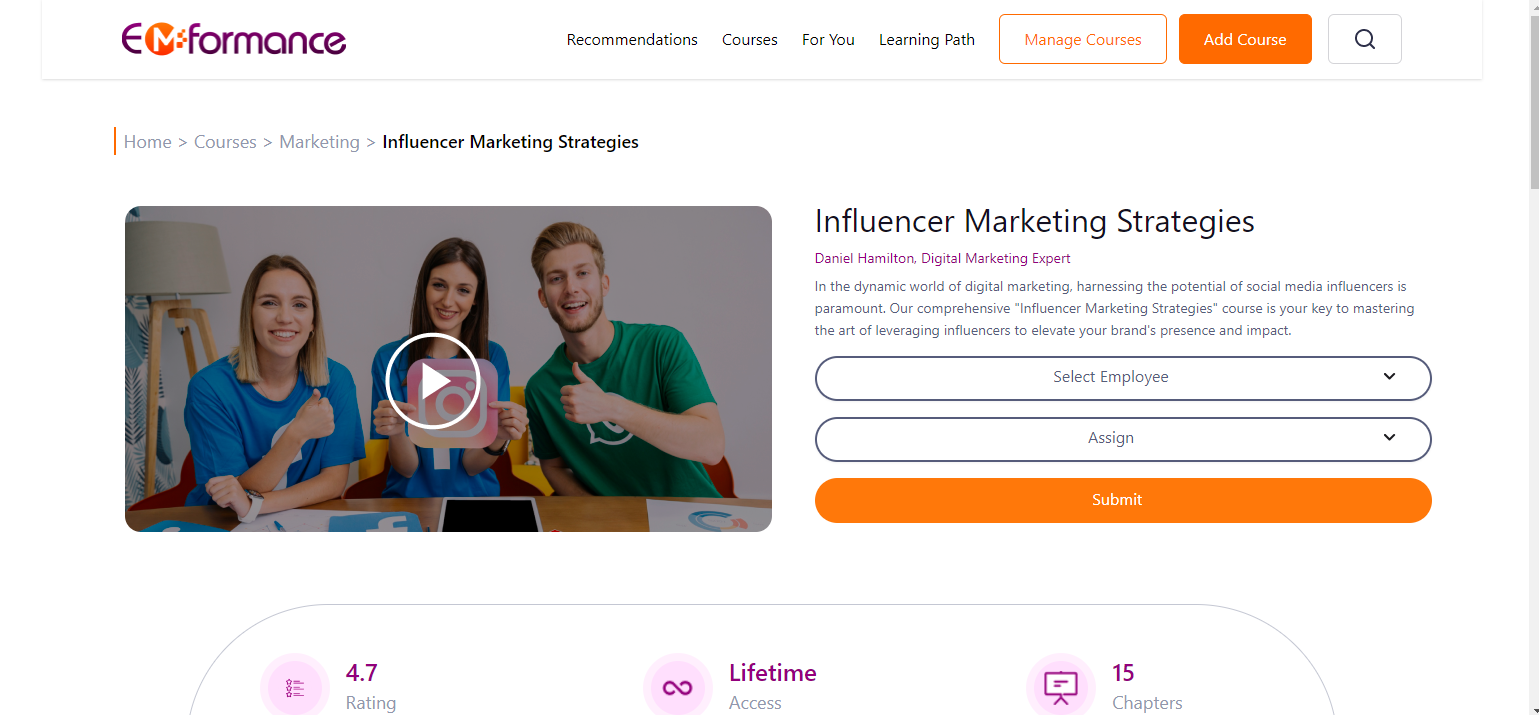 EMformance
Recommendations
Courses
For You
Learning Path
Manage Courses
Add Course
Home > Courses > Marketing > Influencer Marketing Strategies
Influencer Marketing Strategies
Daniel Hamilton, Digital Marketing Expert
In the dynamic world of digital marketing, harnessing the potential of social media influencers is
paramount. Our comprehensive "Influencer Marketing Strategies" course is your key to mastering
the art of leveraging influencers to elevate your brand's presence and impact.
Select Employee
Assign
Submit
4.7
Rating
Lifetime
Access
15
Chapters